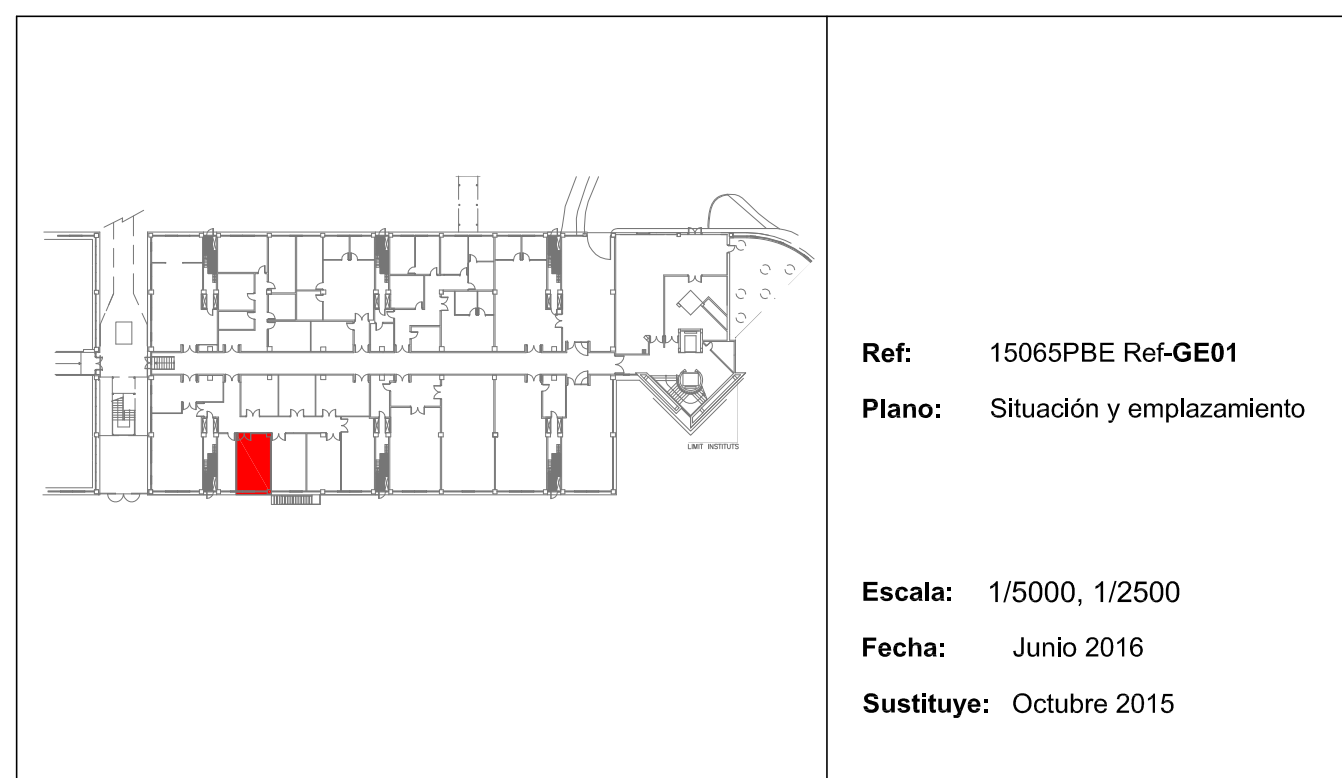 LIMIT INSTITUTS
Ref: 15065PBE Ref-GE01
Plano: Situación y emplazamiento
Escala: 1/5000, 1/2500
Fecha: Junio 2016
Sustituye: Octubre 2015